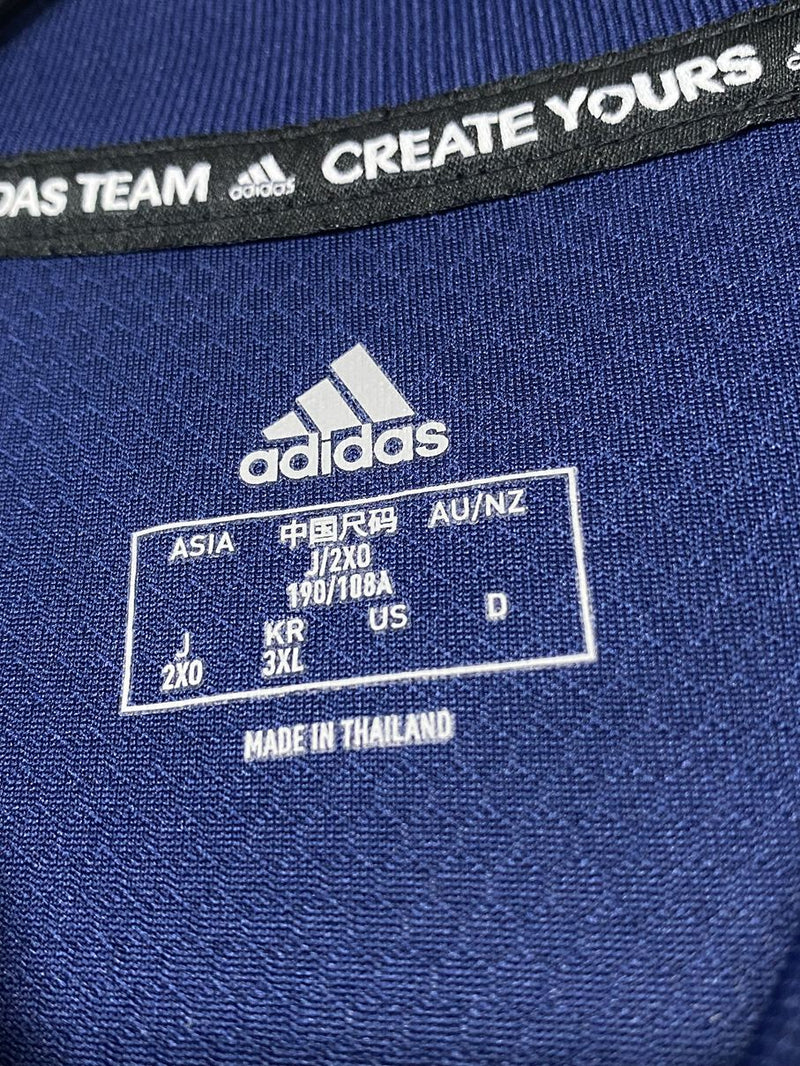 DAS TEAM adidas CREATE YOURS
adidas
ASIA 中国尺码 AU/NZ
J/2XO
190/108A
J KR US D
2XO 3XL
MADE IN THAILAND